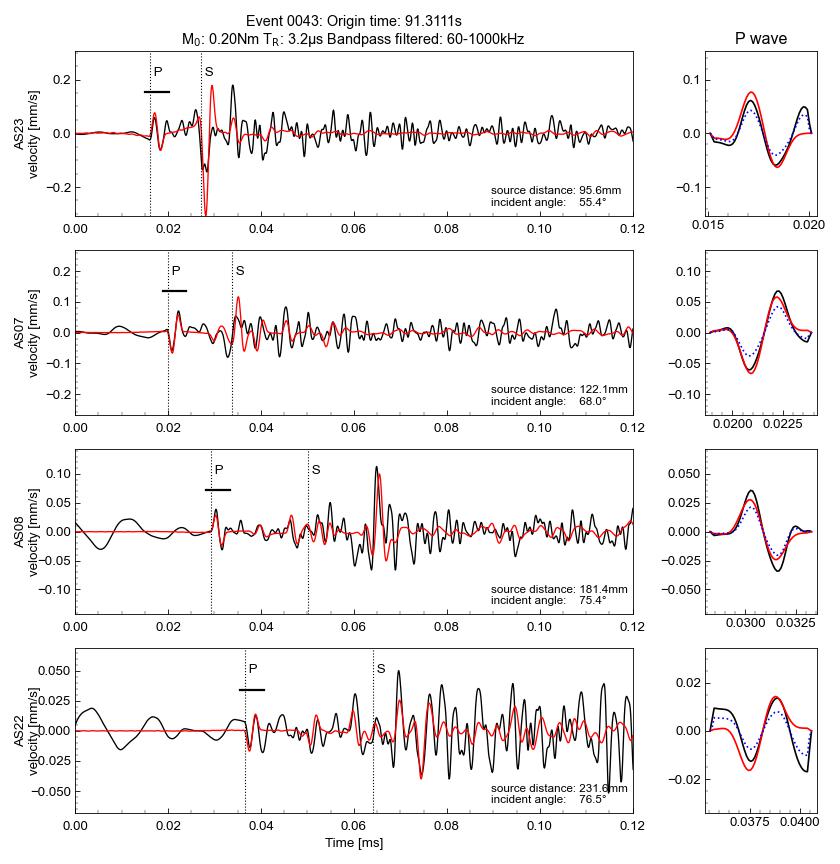 Event 0043: Origin time: 91.3111s
M0: 0.20Nm TR: 3.2µs Bandpass filtered: 60-1000kHz
P wave
AS23
velocity [mm/s]
0.2
0.0
−0.2
P
S
source distance: 95.6mm
incident angle: 55.4°
0.00 0.02 0.04 0.06 0.08 0.10 0.12
0.1
0.0
−0.1
0.015 0.020
AS07
velocity [mm/s]
0.2
0.1
0.0
−0.1
−0.2
P
S
source distance: 122.1mm
incident angle: 68.0°
0.00 0.02 0.04 0.06 0.08 0.10 0.12
0.10
0.05
0.00
−0.05
−0.10
0.0200 0.0225
AS08
velocity [mm/s]
0.10
0.05
0.00
−0.05
−0.10
P
S
source distance: 181.4mm
incident angle: 75.4°
0.00 0.02 0.04 0.06 0.08 0.10 0.12
0.050
0.025
0.000
−0.025
−0.050
0.0300 0.0325
AS22
velocity [mm/s]
0.050
0.025
0.000
−0.025
−0.050
P
S
source distance: 231.6mm
incident angle: 76.5°
0.00 0.02 0.04 0.06 0.08 0.10 0.12
Time [ms]
0.02
0.00
−0.02
0.0375 0.0400